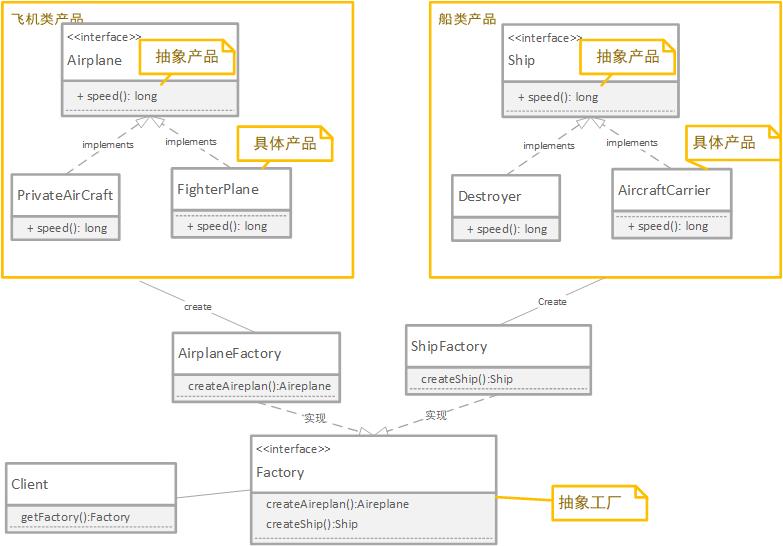 飞机类产品
<<interface>>
Airplane
抽象产品
+ speed(): long
implements
implements
具体产品
PrivateAirCraft
+ speed(): long
FighterPlane
+ speed(): long
船类产品
<<interface>>
Ship
抽象产品
+ speed(): long
implements
implements
具体产品
Destroyer
+ speed(): long
AircraftCarrier
+ speed(): long
create
Create
AirplaneFactory
createAireplan():Aireplane
ShipFactory
createShip():Ship
实现
实现
<<interface>>
Factory
createAireplan():Aireplane
createShip():Ship
Client
getFactory():Factory
抽象工厂